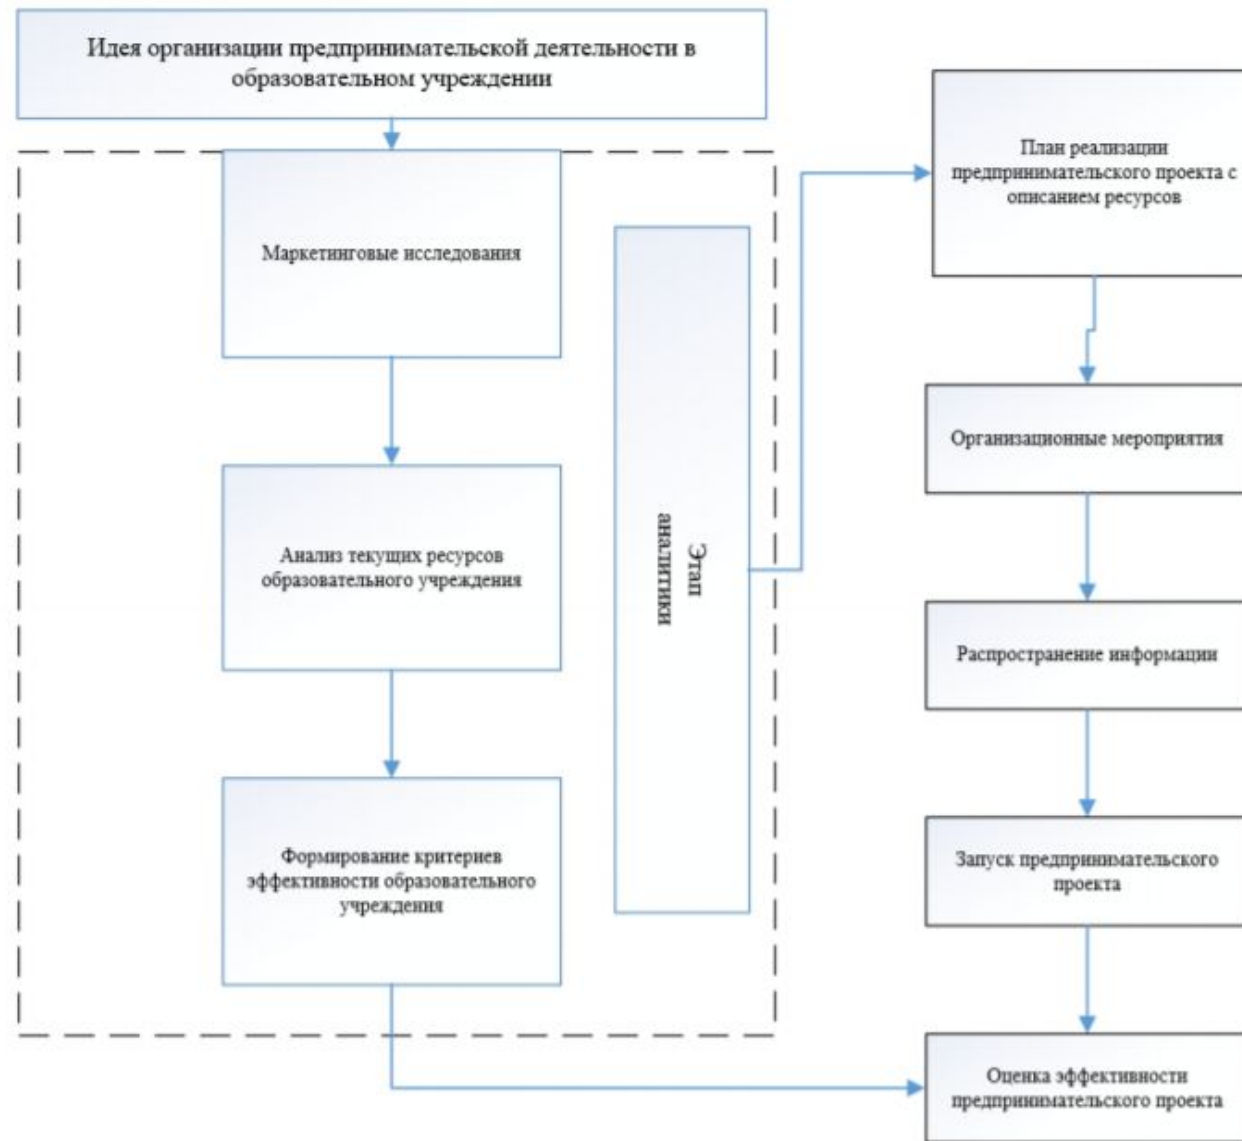 Идея организации предпринимательской деятельности в
образовательном учреждении
Маркетинговые исследования
Анализ текущих ресурсов
образовательного учреждения
Формирование критериев
эффективности образовательного
учреждения
Этап
аналитики
План реализации
предпринимательского проекта с
описанием ресурсов
Организационные мероприятия
Распространение информации
Запуск предпринимательского
проекта
Оценка эффективности
предпринимательского проекта